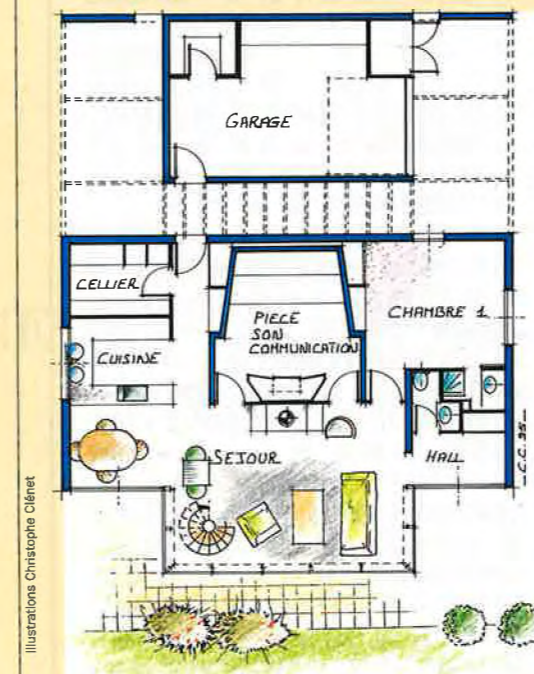 GARAGE
CELLIER
PIECE
SON
COMMUNICATION
CHAMBRE 1
CUISINE
SEJOUR
HALL
C.C. 95
Illustrations Christophe Clénet